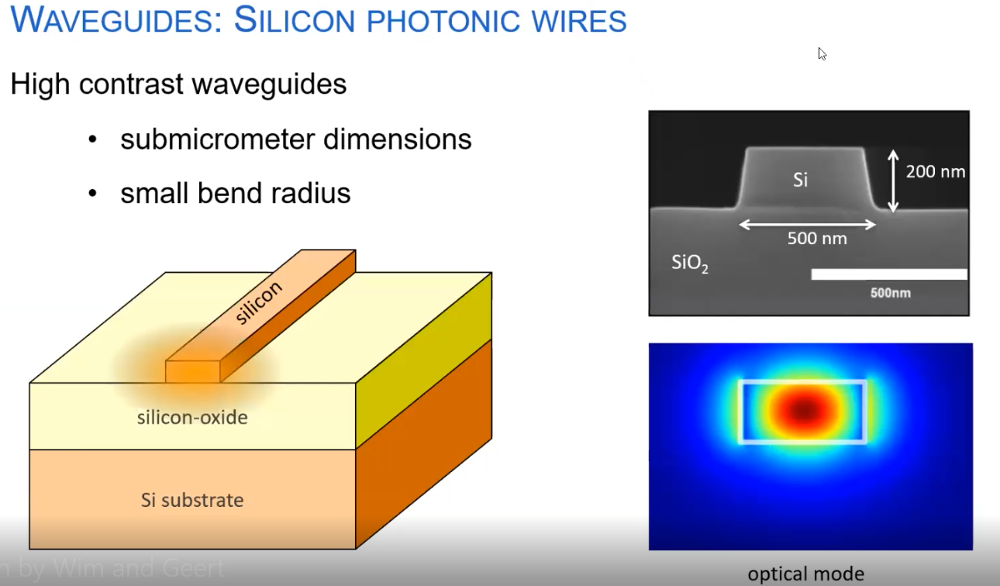 WAVEGUIDES: SILICON PHOTONIC WIRES
High contrast waveguides
• submicrometer dimensions
• small bend radius
silicon
silicon-oxide
Si substrate
Si
200 nm
500 nm
SiO₂
500nm
optical mode
by Wim and Geert